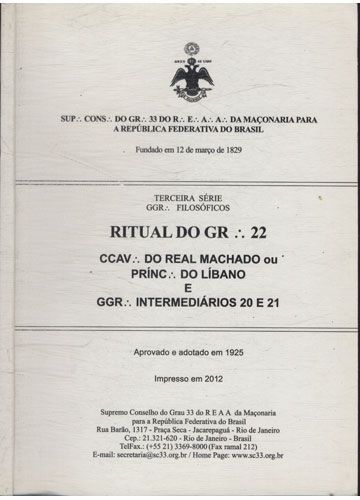 SUP∴ CONS∴ DO GR∴ 33 DO R∴ E∴ A∴ A∴ DA MAÇONARIA PARA
A REPÚBLICA FEDERATIVA DO BRASIL
Fundado em 12 de março de 1829
TERCEIRA SÉRIE
GGR∴ FILOSÓFICOS
RITUAL DO GR ∴ 22
CCAV∴ DO REAL MACHADO ou
PRÍNC∴ DO LÍBANO
E
GGR∴ INTERMEDIÁRIOS 20 E 21
Aprovado e adotado em 1925
Impresso em 2012
Supremo Conselho do Grau 33 do R E A A da Maçonaria
para a República Federativa do Brasil
Rua Barão, 1317 - Praça Seca - Jacarepaguá - Rio de Janeiro
Cep.: 21.321-620 - Rio de Janeiro - Brasil
TelFax.: (+55 21) 3369-8000 (Fax ramal 212)
E-mail: secretaria@sc33.org.br / Home Page: www.sc33.org.br